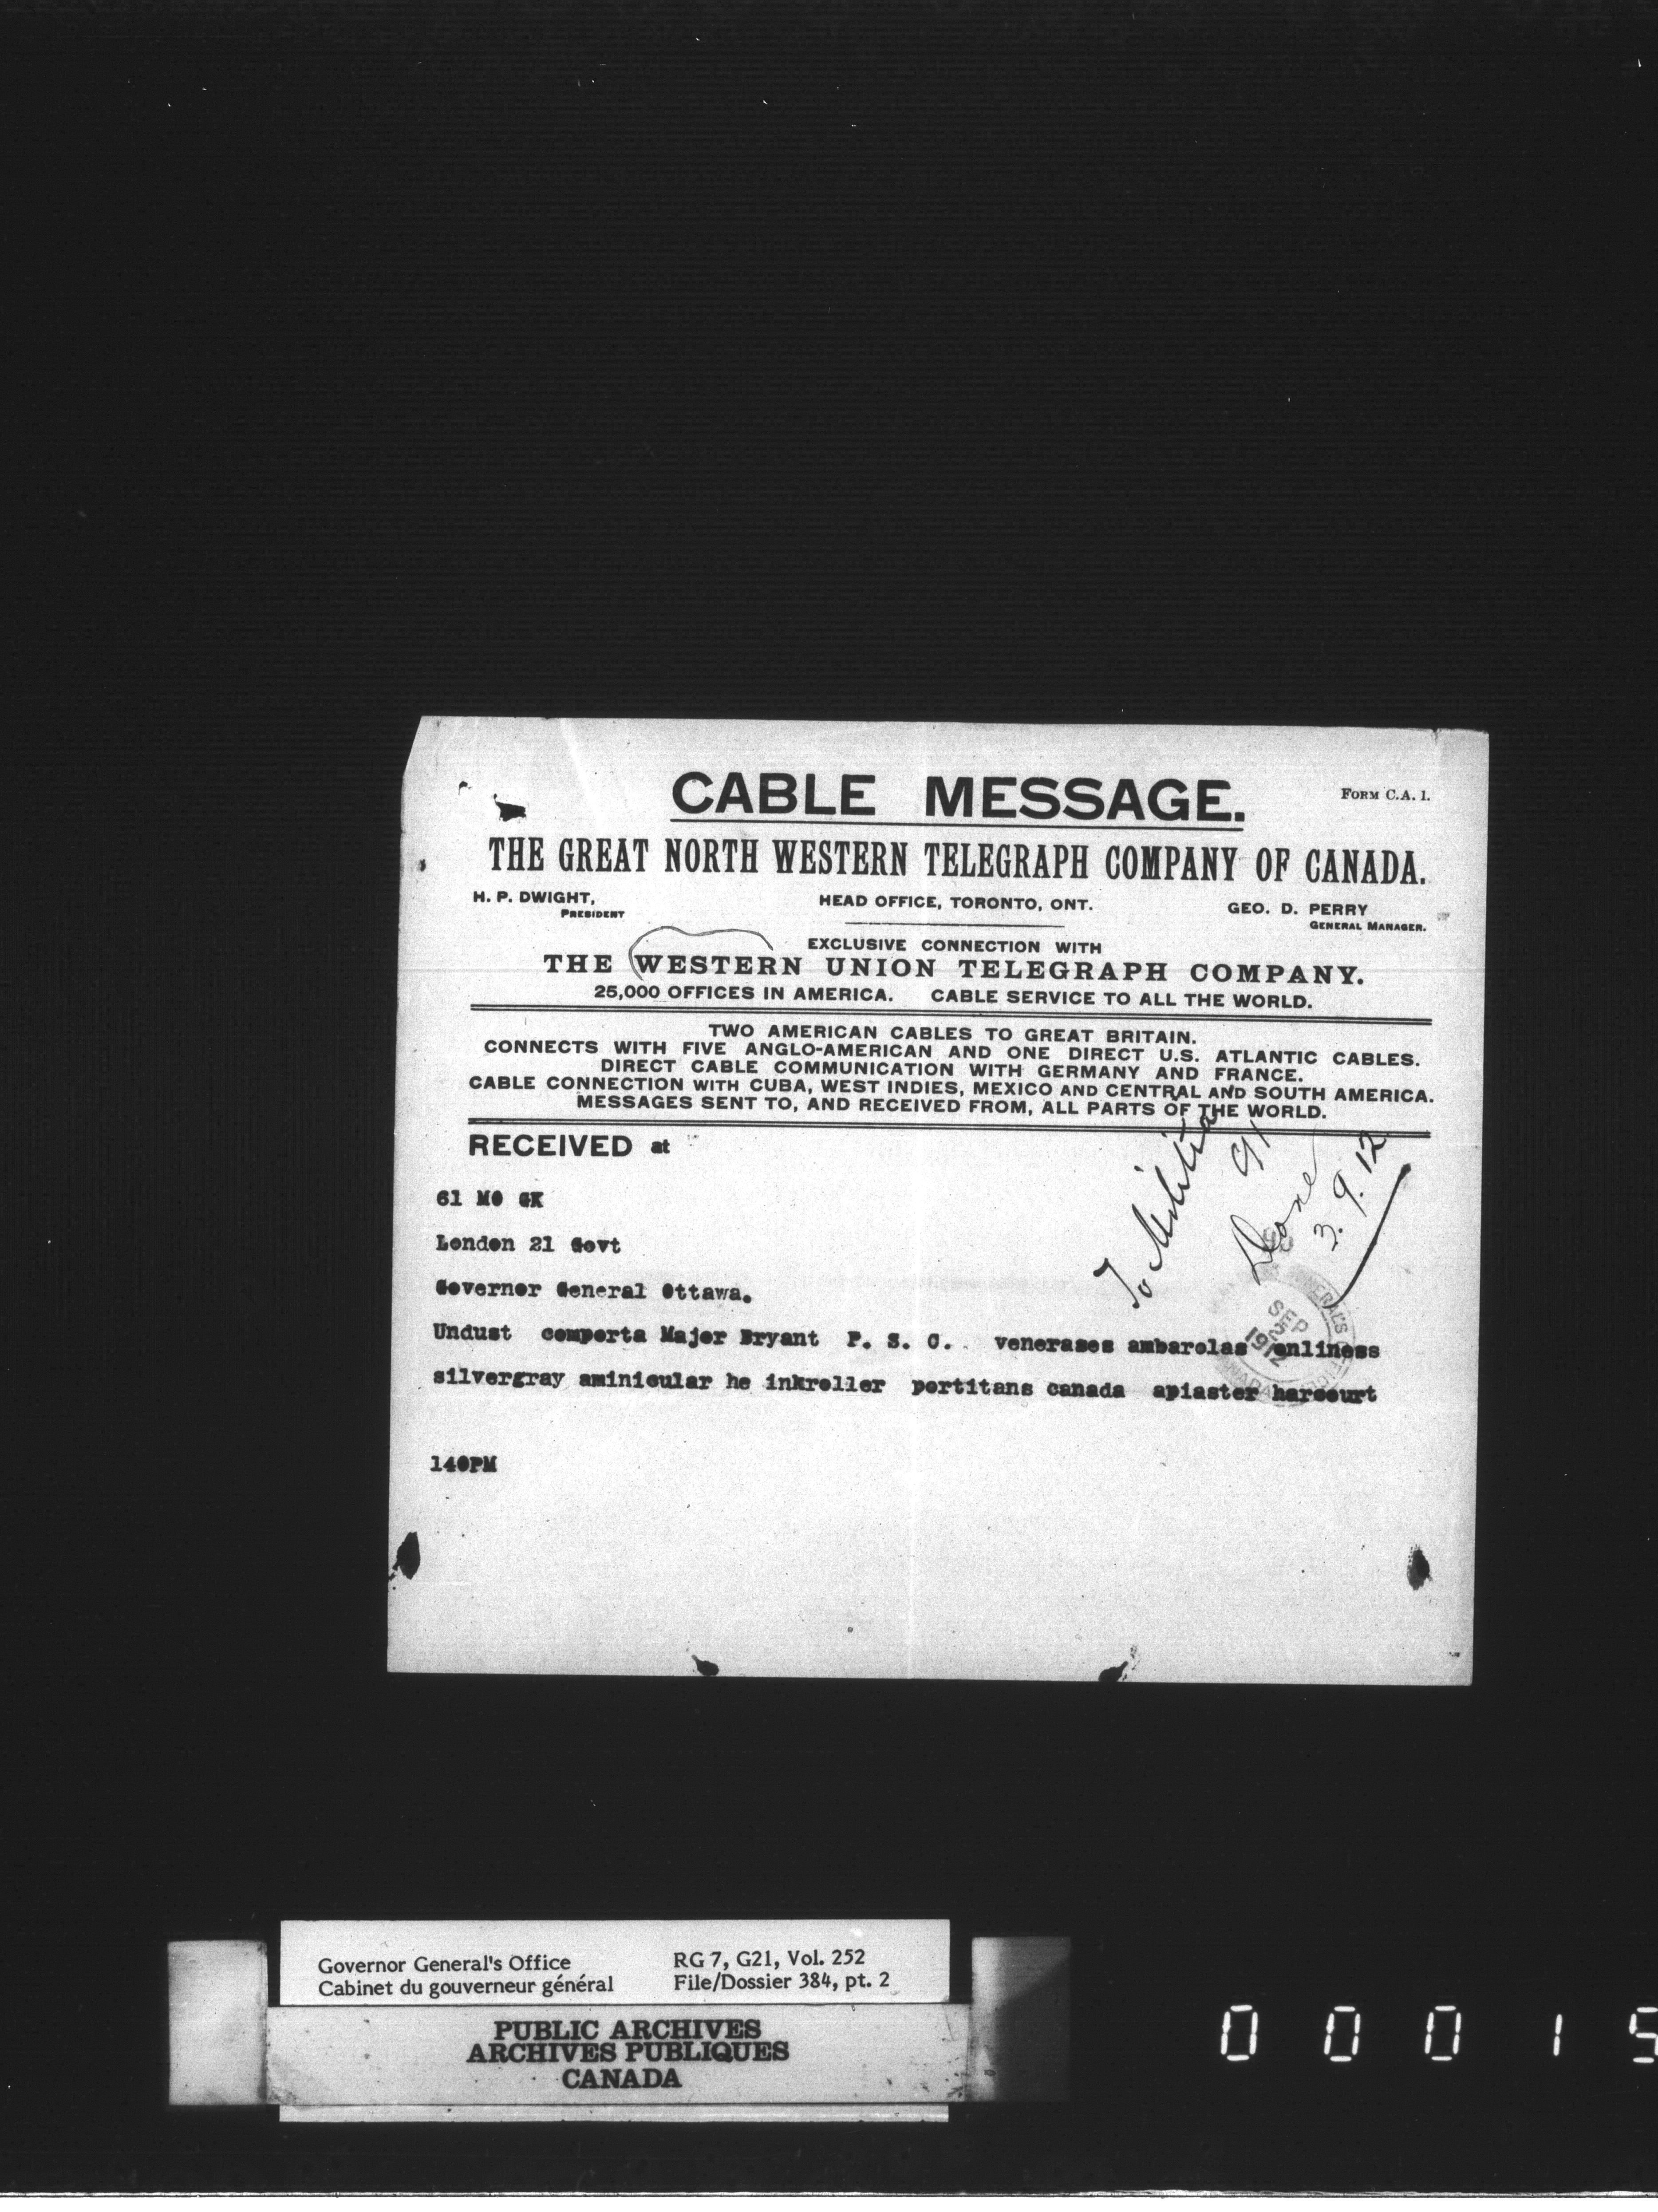 CABLE MESSAGE.
FORM C.A. 1.
THE GREAT NORTH WESTERN TELEGRAPH COMPANY OF CANADA.
H. P. DWIGHT,
PRESIDENT
HEAD OFFICE, TORONTO, ONT.
GEO. D. PERRY
GENERAL MANAGER.
EXCLUSIVE CONNECTION WITH
THE WESTERN UNION TELEGRAPH COMPANY.
25,000 OFFICES IN AMERICA. CABLE SERVICE TO ALL THE WORLD.
TWO AMERICAN CABLES TO GREAT BRITAIN.
CONNECTS WITH FIVE ANGLO-AMERICAN AND ONE DIRECT U.S. ATLANTIC CABLES.
DIRECT CABLE COMMUNICATION WITH GERMANY AND FRANCE.
CABLE CONNECTION WITH CUBA, WEST INDIES, MEXICO AND CENTRAL AND SOUTH AMERICA.
MESSAGES SENT TO, AND RECEIVED FROM, ALL PARTS OF THE WORLD.
RECEIVED at
To Militia
91
Done
3.9.12
61 MO GK
London 21 Govt
Governor General Ottawa.
SEP 2 1912
Undust comporta Major Bryant P. S. C. venerases ambarolas onliness
silvergray aminicular he inkroller portitans canada apiaster harcourt
140PM
Governor General's Office
Cabinet du gouverneur général
RG 7, G21, Vol. 252
File/Dossier 384, pt. 2
PUBLIC ARCHIVES
ARCHIVES PUBLIQUES
CANADA
0 0 0 1 5